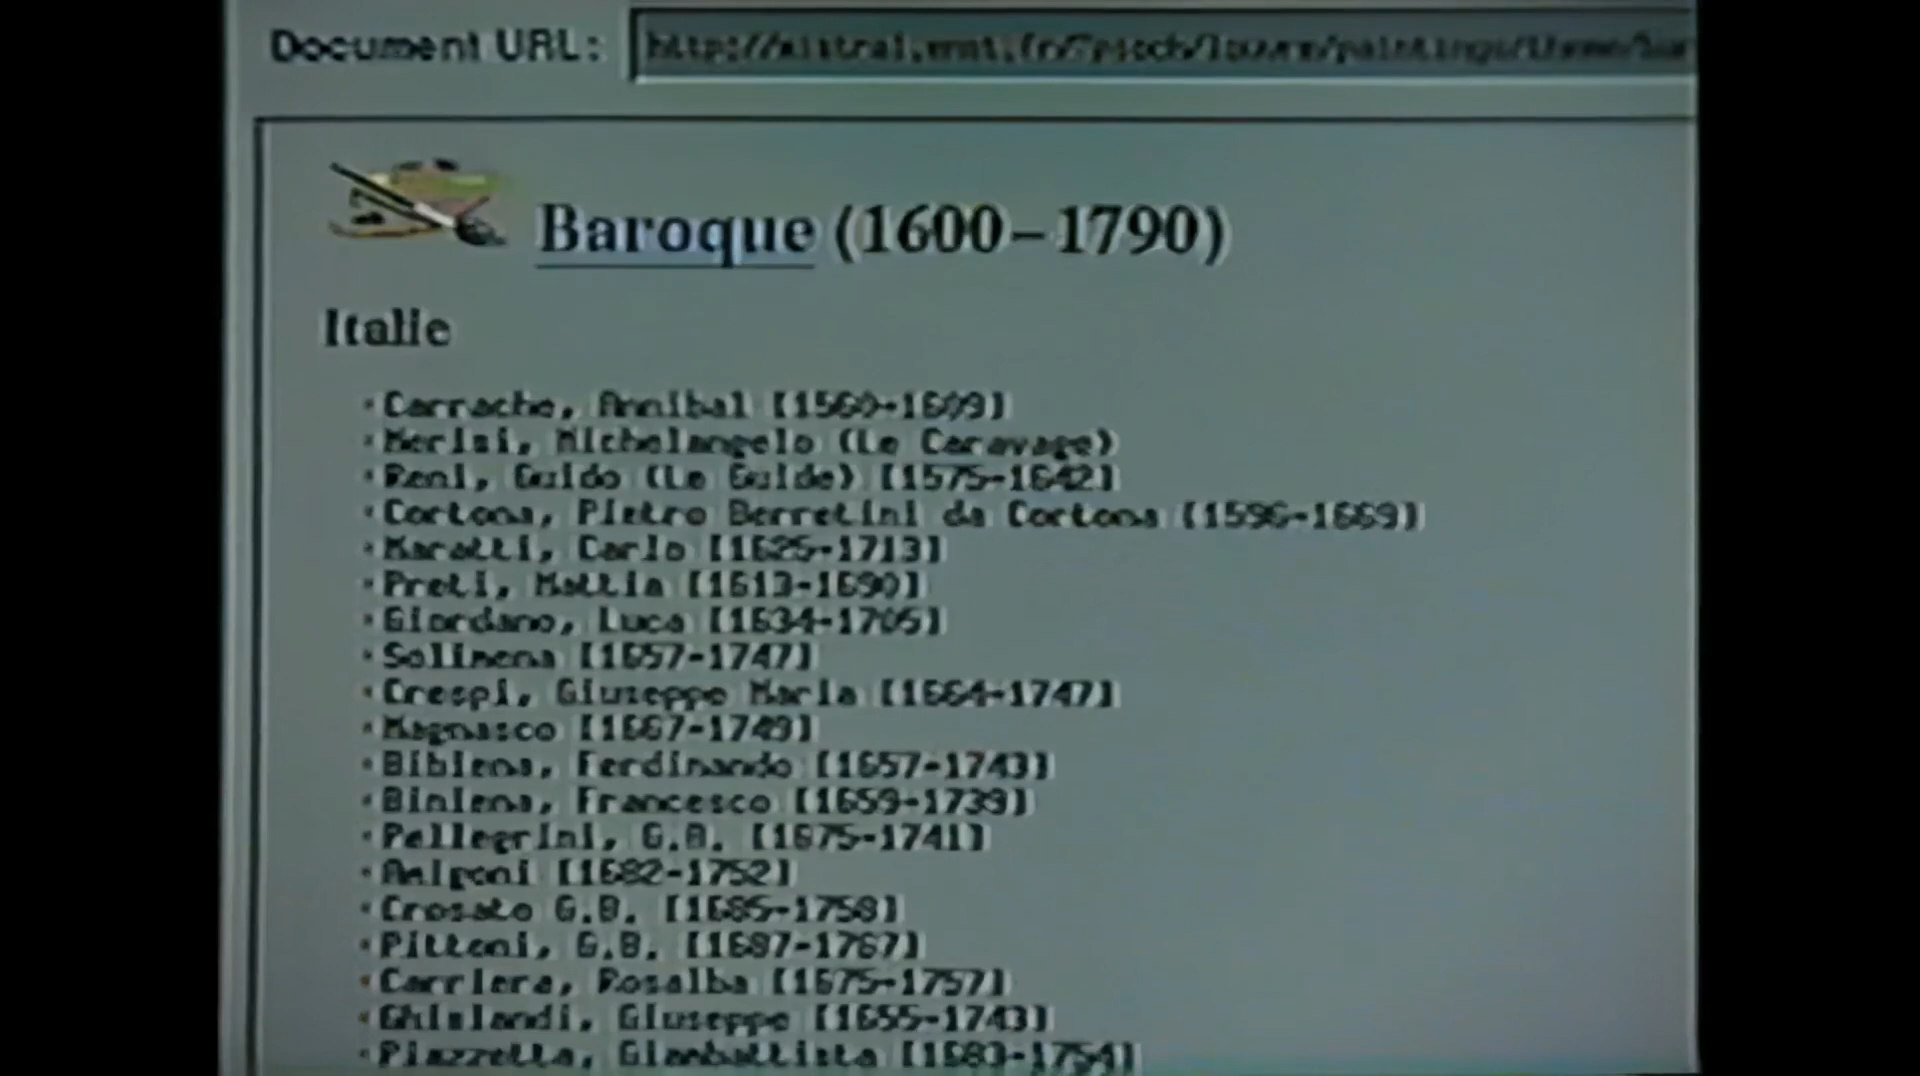 Document URL:
Baroque (1600-1790)
Italie
Carrache, Annibal [1560-1609]
Merisi, Michelangelo (Le Caravage)
Reni, Guido (Le Guide) [1575-1642]
Cortona, Pietro Berretini da Cortona [1596-1669]
Maratti, Carlo [1625-1713]
Preti, Mattia [1613-1690]
Giordano, Luca [1634-1705]
Solimena [1657-1747]
Crespi, Giuseppe Maria [1664-1747]
Magnasco [1667-1749]
Bibiena, Ferdinando [1657-1743]
Biniena, Francesco [1659-1739]
Pellegrini, G.A. [1675-1741]
Amigoni [1682-1752]
Crosato G.B. [1685-1758]
Pittoni, G.B. [1687-1767]
Carriera, Rosalba [1675-1757]
Ghislandi, Giuseppe [1655-1743]
Piazzetta, Giambattista [1683-1754]